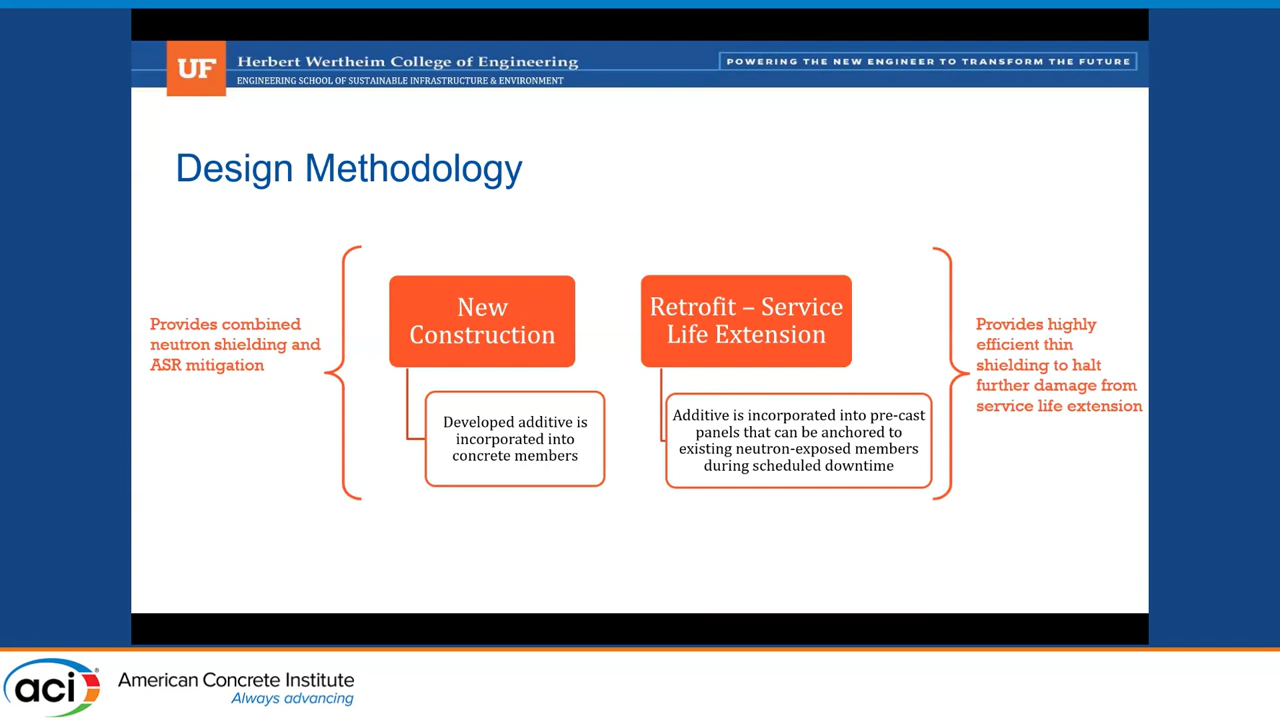 UF
Herbert Wertheim College of Engineering
ENGINEERING SCHOOL OF SUSTAINABLE INFRASTRUCTURE & ENVIRONMENT
POWERING THE NEW ENGINEER TO TRANSFORM THE FUTURE
Design Methodology
Provides combined
neutron shielding and
ASR mitigation
New
Construction
Developed additive is
incorporated into
concrete members
Retrofit – Service
Life Extension
Additive is incorporated into pre-cast
panels that can be anchored to
existing neutron-exposed members
during scheduled downtime
Provides highly
efficient thin
shielding to halt
further damage from
service life extension
aci®
American Concrete Institute
Always advancing